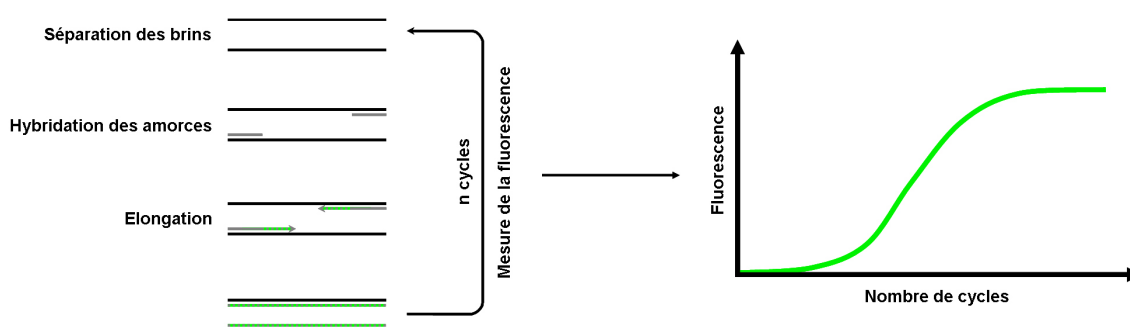 Séparation des brins
Hybridation des amorces
Elongation
n cycles
Mesure de la fluorescence
Fluorescence
Nombre de cycles